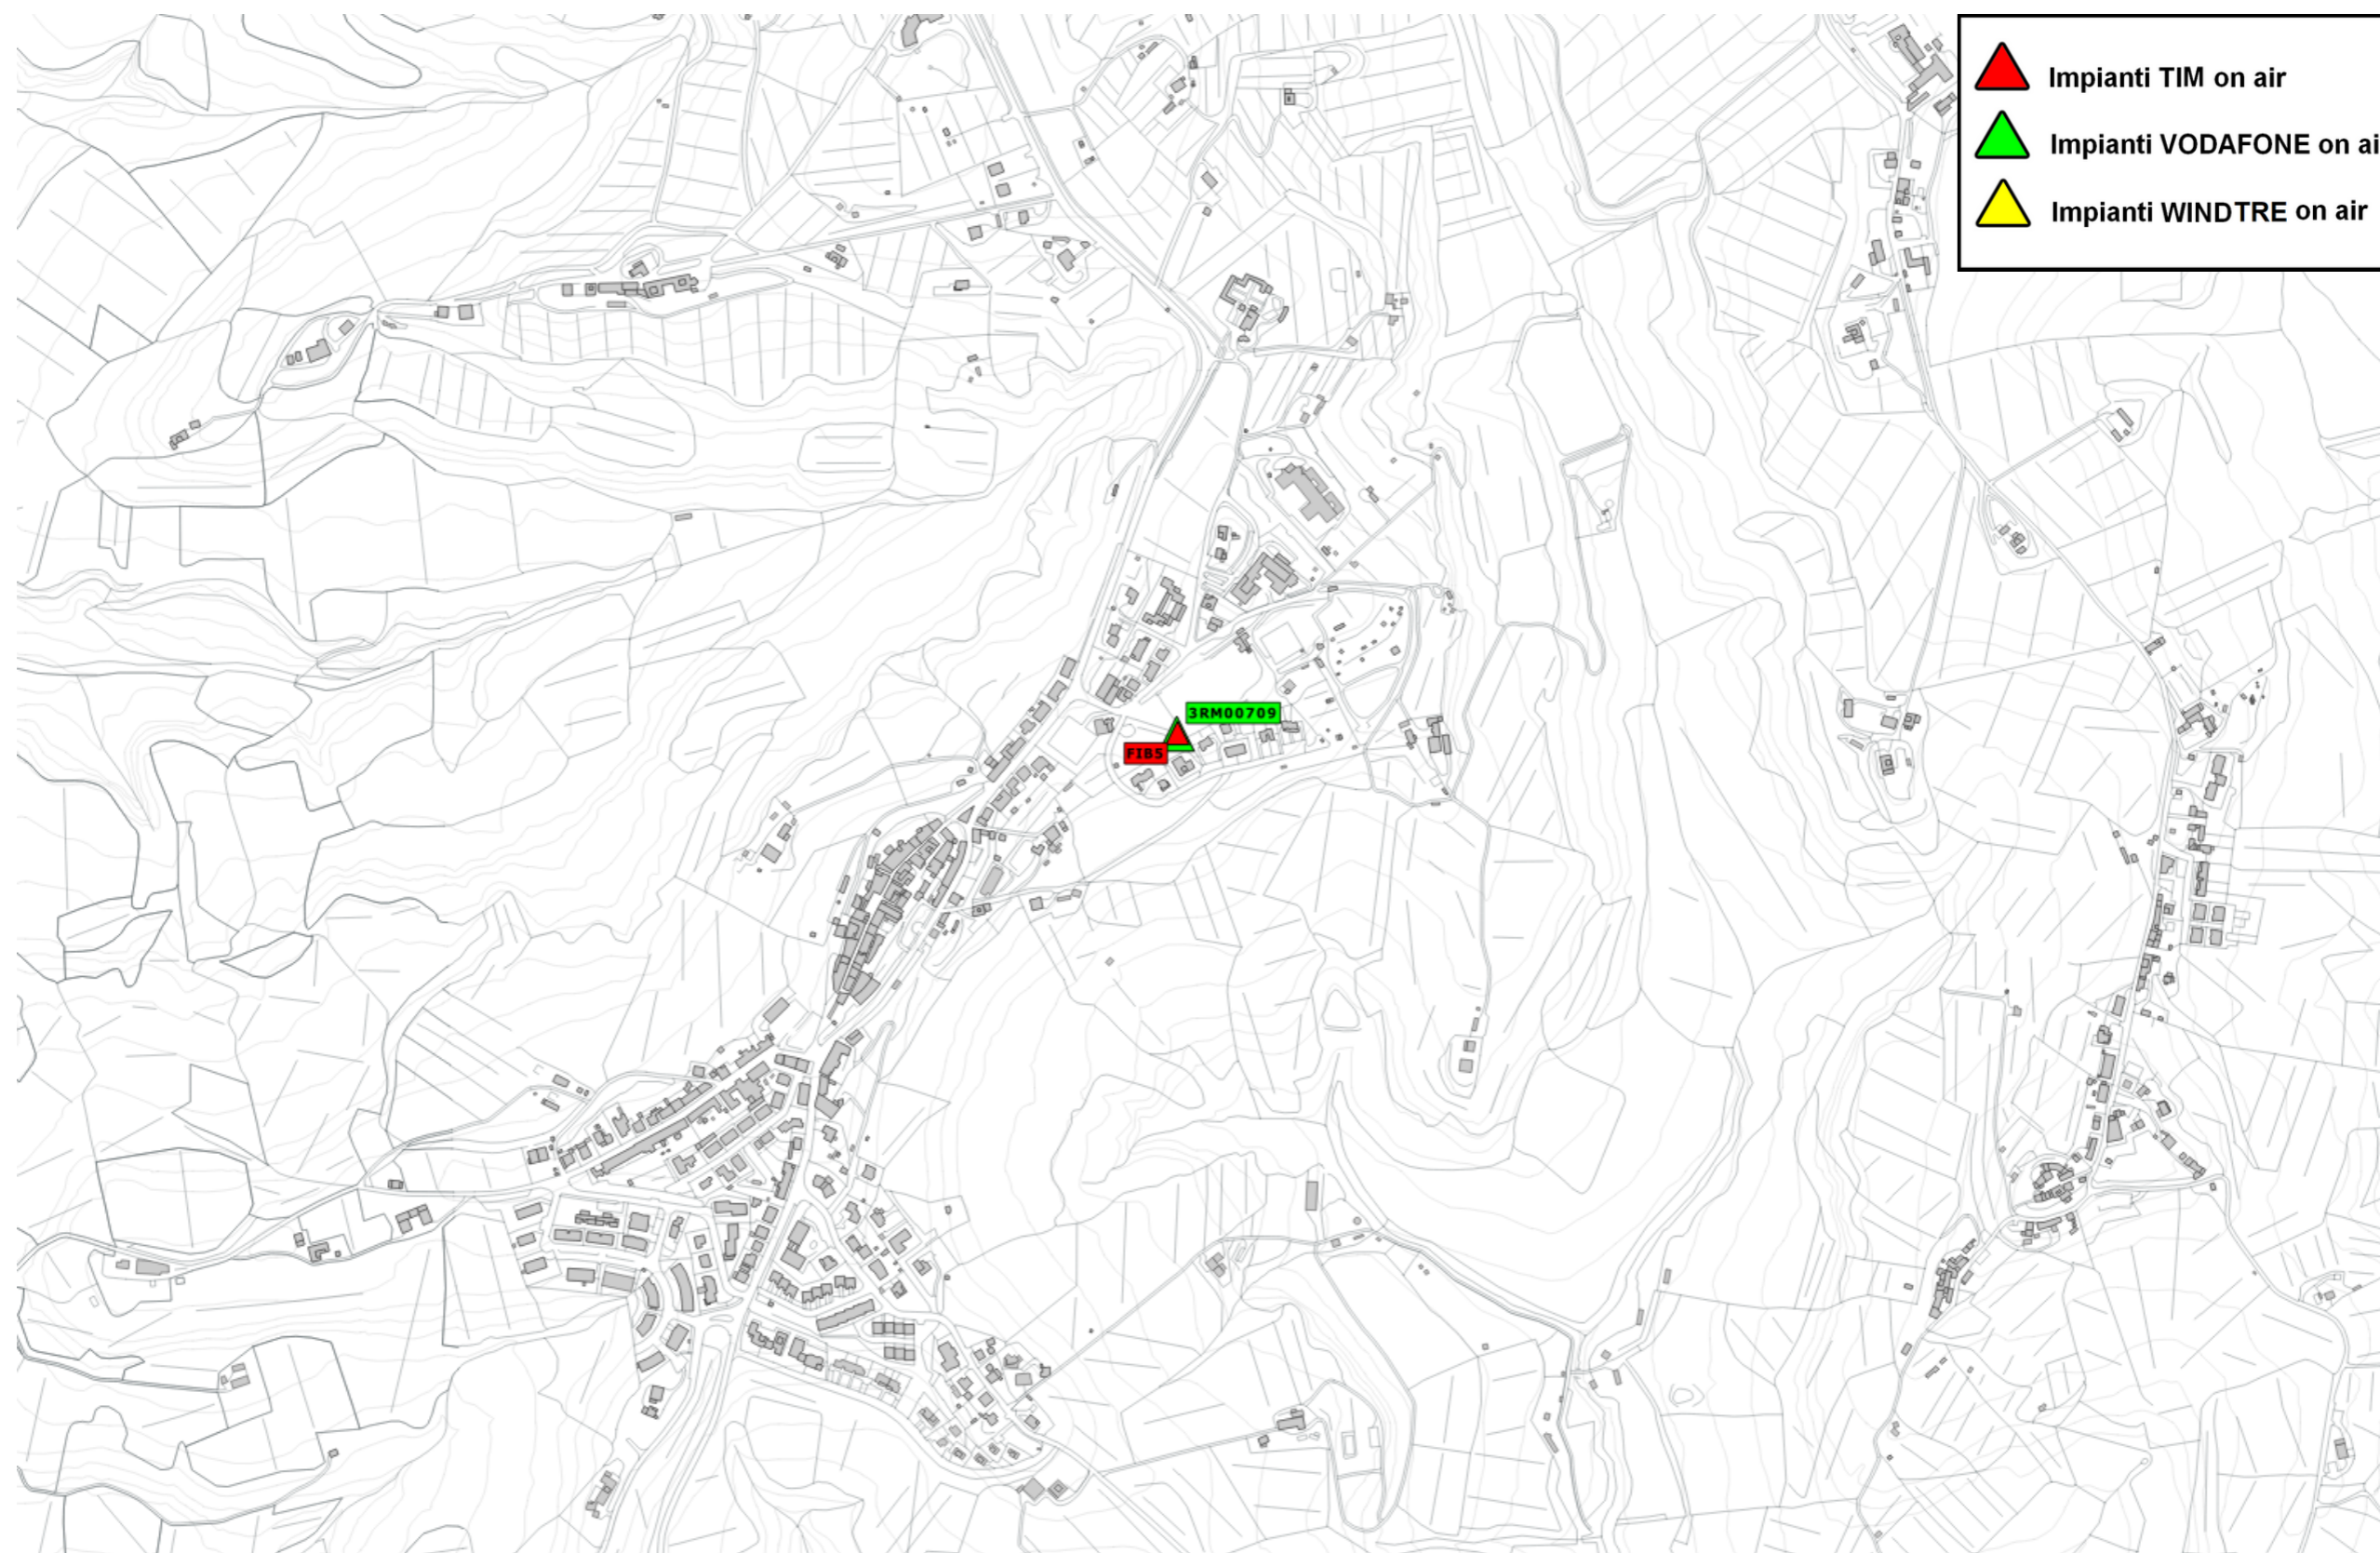 Impianti TIM on air
Impianti VODAFONE on ai
Impianti WINDTRE on air
3RM00709
FIB5